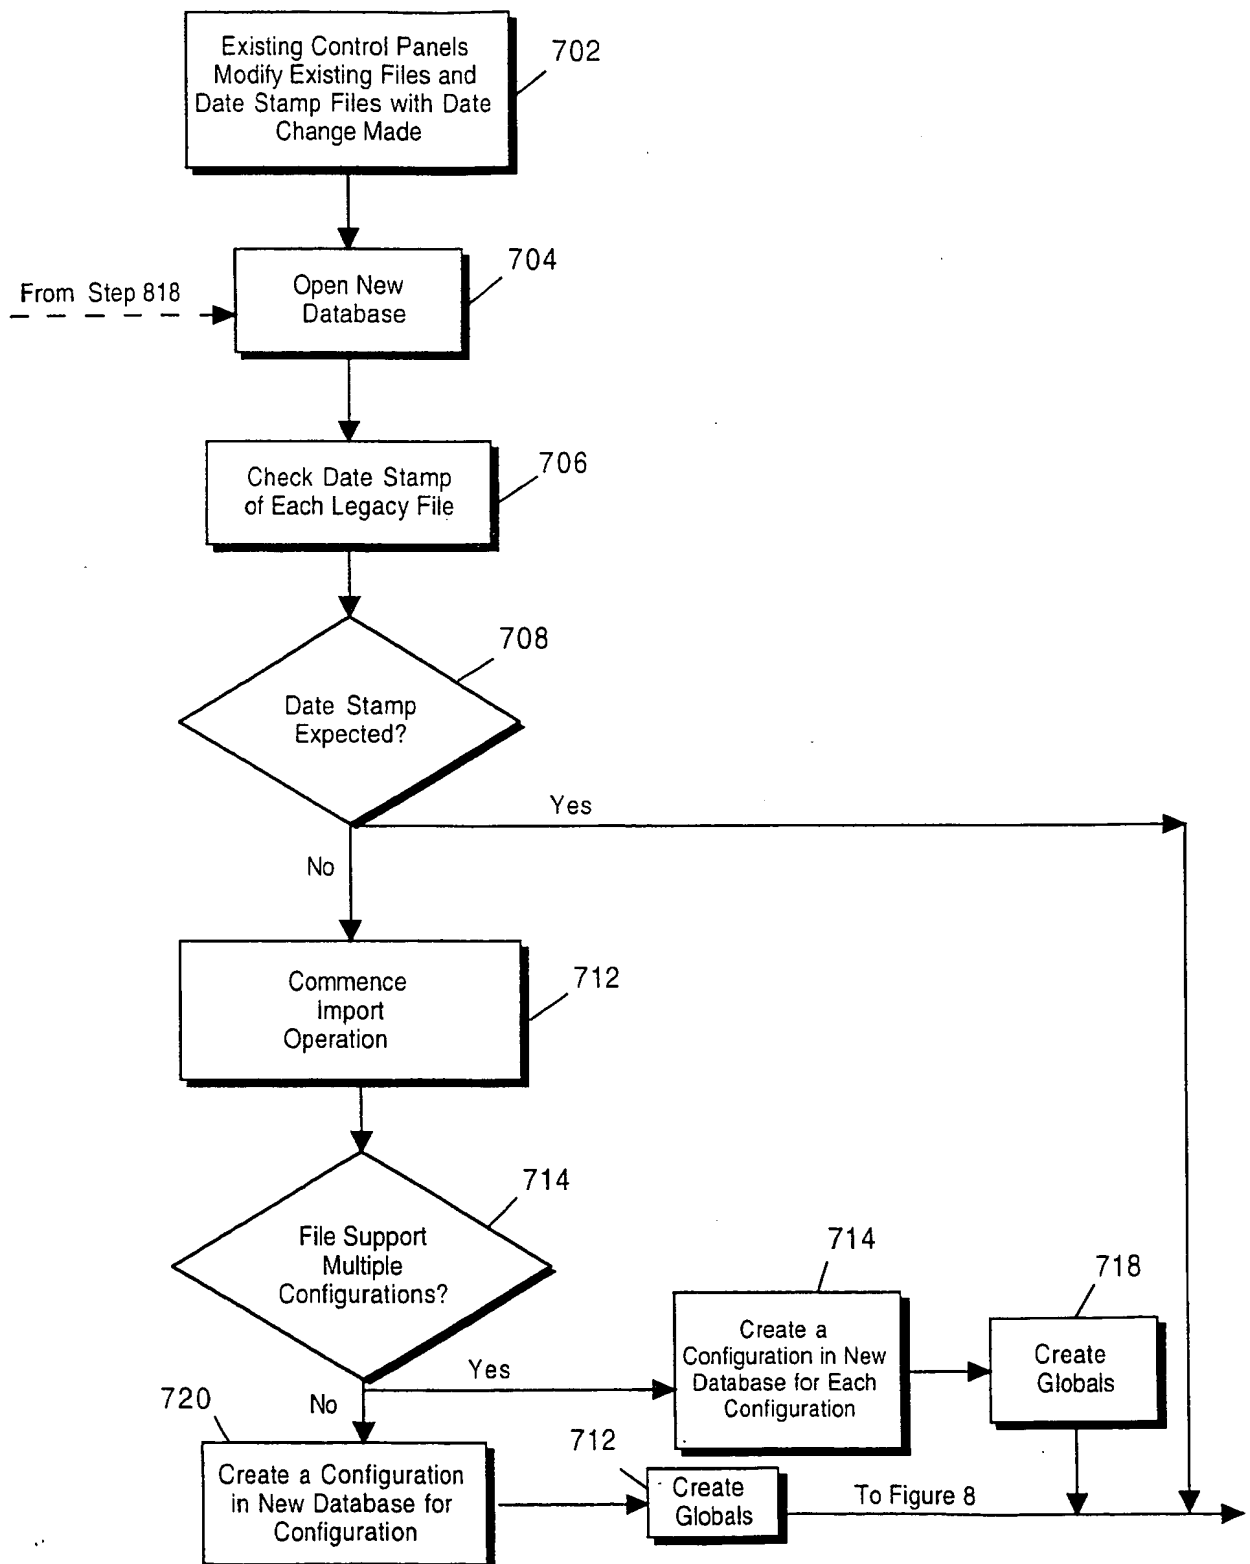 Existing Control Panels
Modify Existing Files and
Date Stamp Files with Date
Change Made
702
From Step 818
Open New
Database
704
Check Date Stamp
of Each Legacy File
706
Date Stamp
Expected?
708
Yes
No
Commence
Import
Operation
712
File Support
Multiple
Configurations?
714
Yes
No
Create a
Configuration in New
Database for Each
Configuration
714
Create
Globals
718
720
Create a Configuration
in New Database for
Configuration
712
Create
Globals
To Figure 8